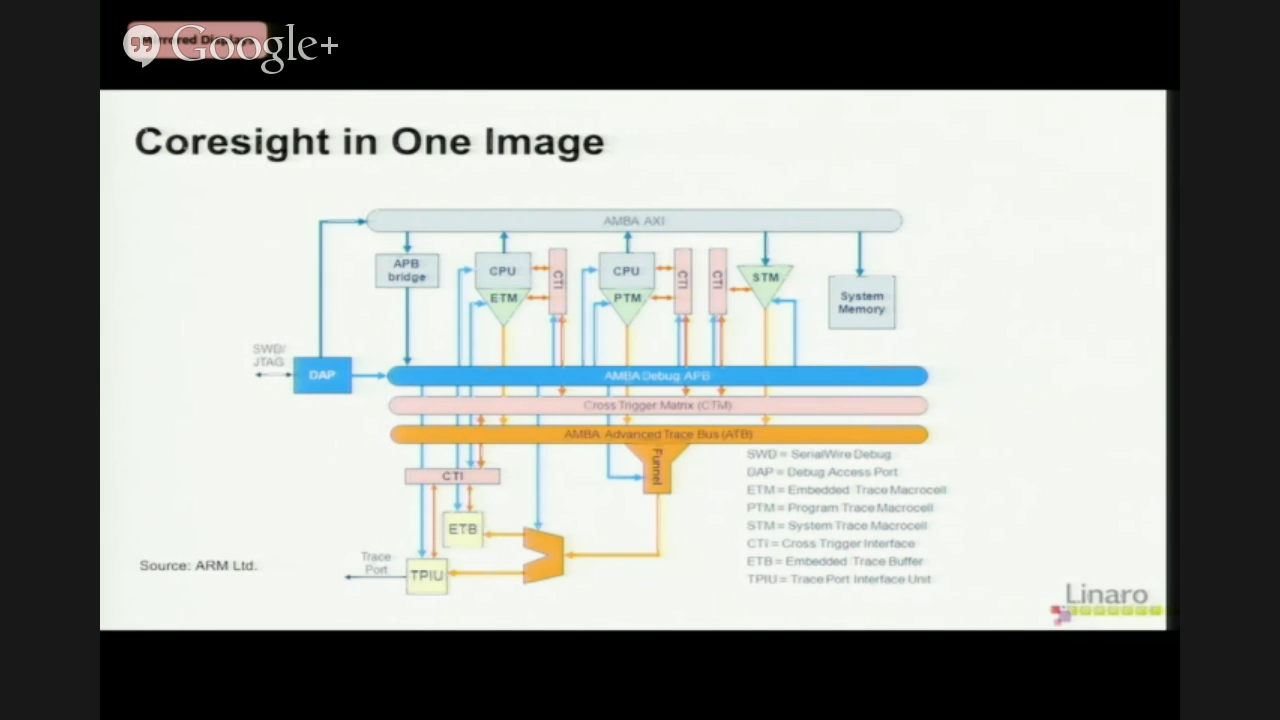 Mirrored Displays
Google+
Coresight in One Image
AMBA AXI
APB
bridge
CPU
ETM
CTI
CPU
PTM
CTI
CTI
STM
System
Memory
SWD/
JTAG
DAP
AMBA Debug APB
Cross Trigger Matrix (CTM)
AMBA Advanced Trace Bus (ATB)
Funnel
CTI
ETB
Trace
Port
TPIU
SWD = SerialWire Debug
DAP = Debug Access Port
ETM = Embedded Trace Macrocell
PTM = Program Trace Macrocell
STM = System Trace Macrocell
CTI = Cross Trigger Interface
ETB = Embedded Trace Buffer
TPIU = Trace Port Interface Unit
Source: ARM Ltd.
Linaro